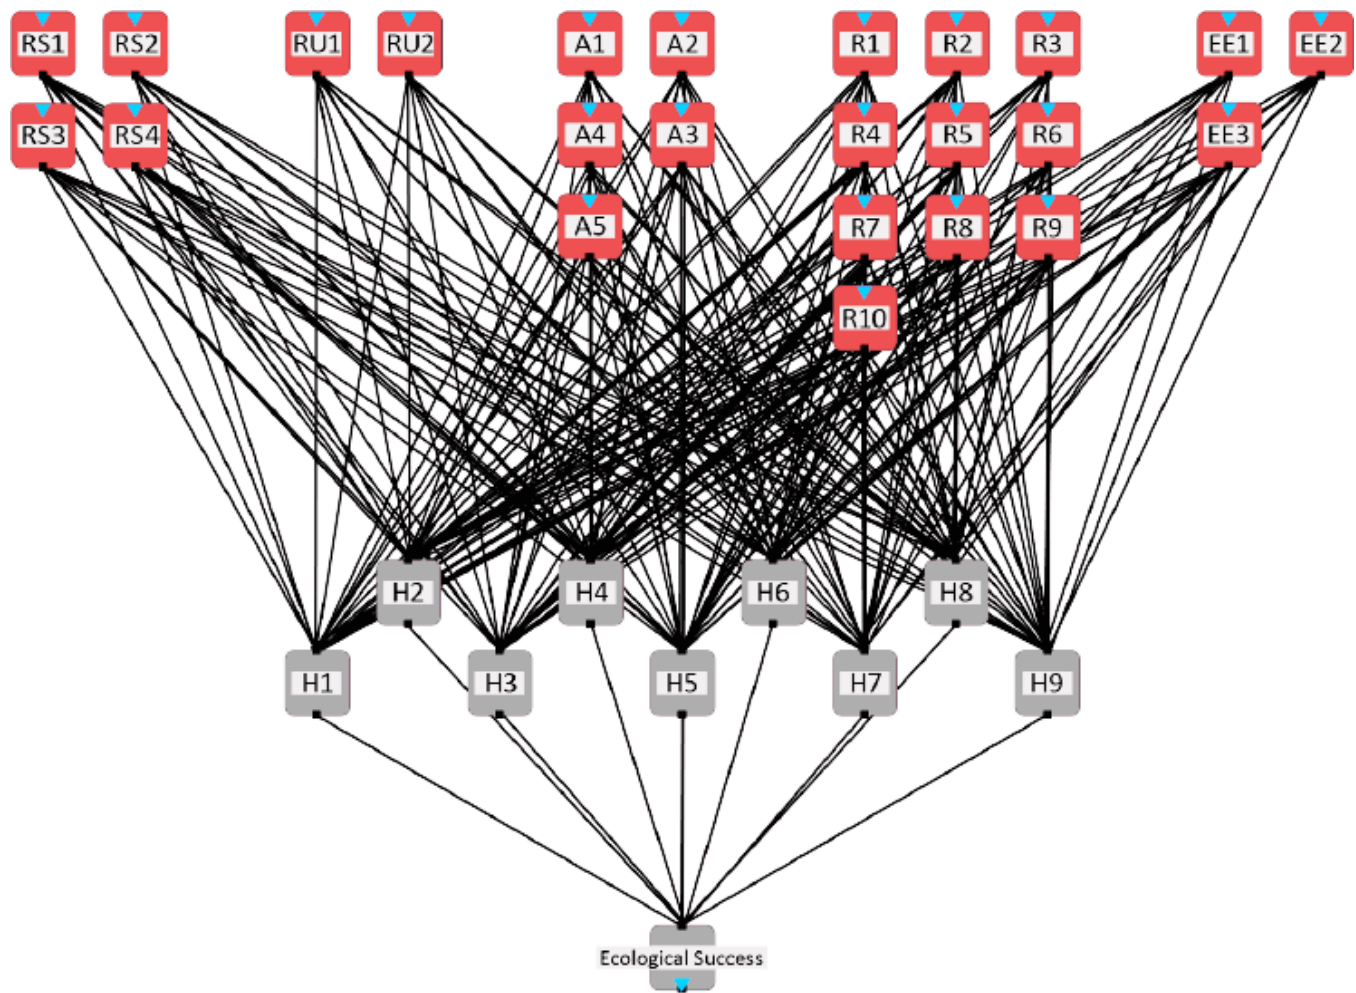 RS1 RS2 RU1 RU2 A1 A2 R1 R2 R3 EE1 EE2
RS3 RS4 A4 A3 R4 R5 R6 EE3
A5 R7 R8 R9
R10
H2 H4 H6 H8
H1 H3 H5 H7 H9
Ecological Success